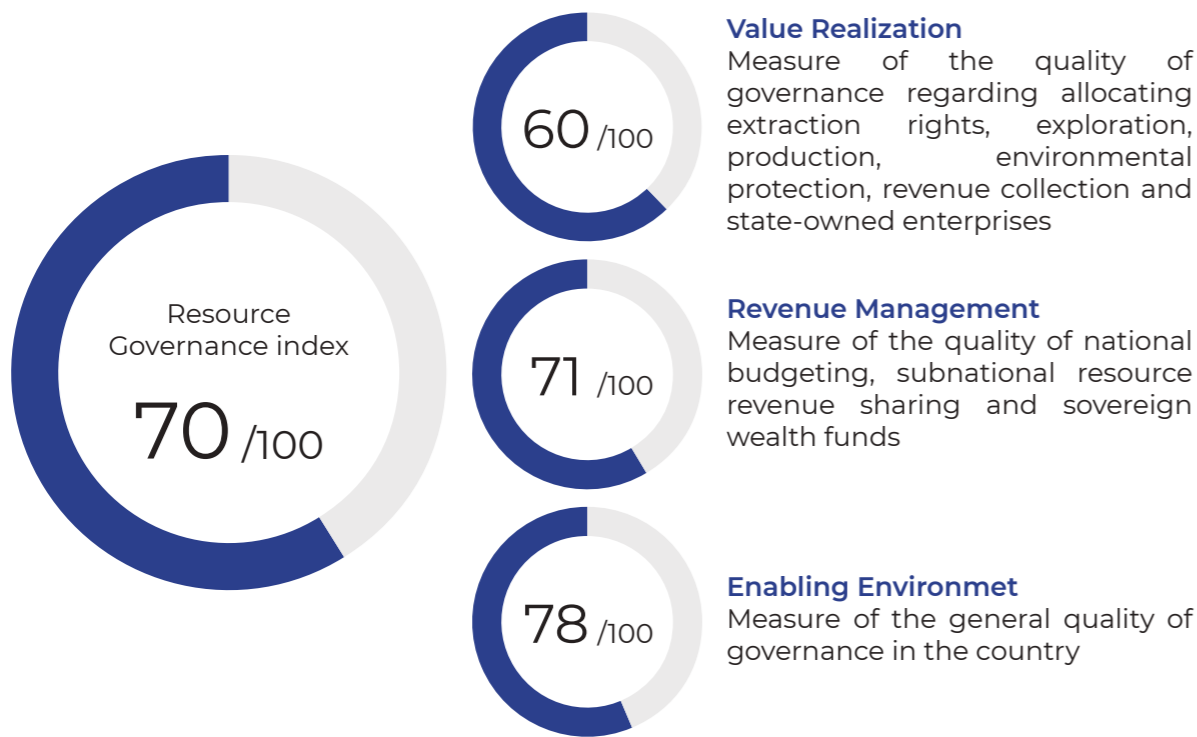 Resource
Governance index
70 /100
60 /100
Value Realization
Measure of the quality of
governance regarding allocating
extraction rights, exploration,
production, environmental
protection, revenue collection and
state-owned enterprises
71 /100
Revenue Management
Measure of the quality of national
budgeting, subnational resource
revenue sharing and sovereign
wealth funds
78 /100
Enabling Environmet
Measure of the general quality of
governance in the country